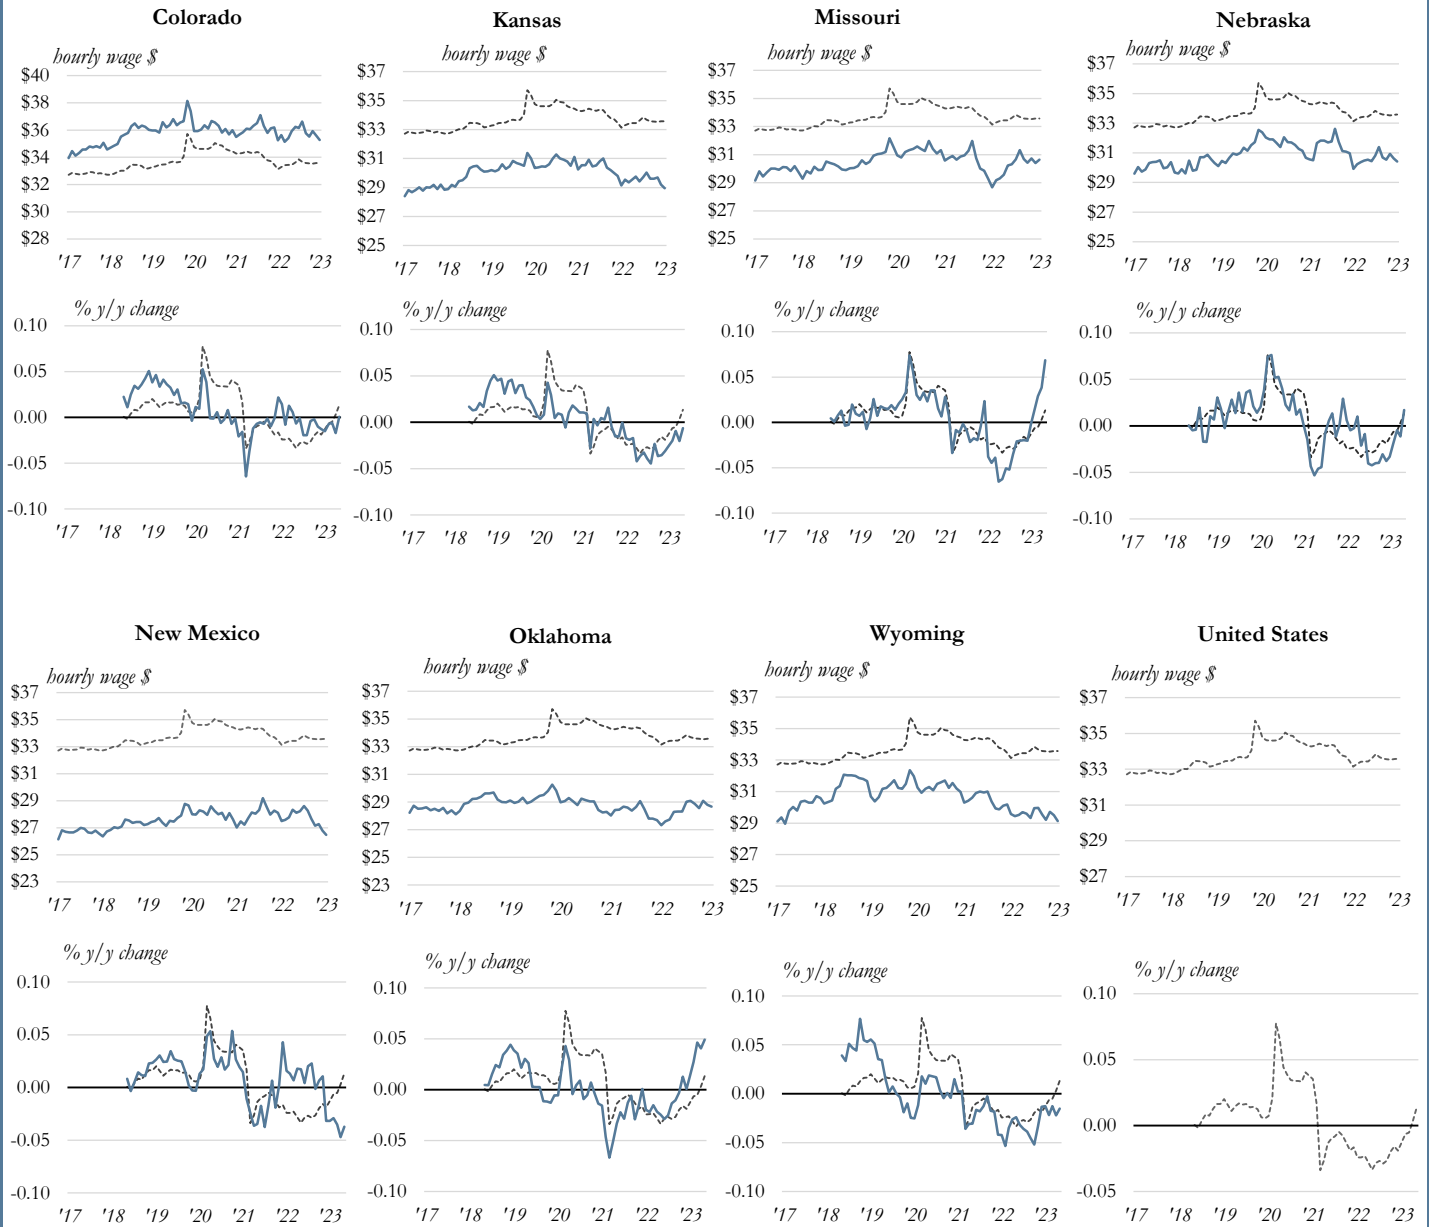 Colorado
hourly wage $
$40
$38
$36
$34
$32
$30
$28
'17 '18 '19 '20 '21 '22 '23
Kansas
hourly wage $
$37
$35
$33
$31
$29
$27
$25
'17 '18 '19 '20 '21 '22 '23
Missouri
hourly wage $
$37
$35
$33
$31
$29
$27
$25
'17 '18 '19 '20 '21 '22 '23
Nebraska
hourly wage $
$37
$35
$33
$31
$29
$27
$25
'17 '18 '19 '20 '21 '22 '23
% y/y change
0.10
0.05
0.00
-0.05
-0.10
'17 '18 '19 '20 '21 '22 '23
% y/y change
0.10
0.05
0.00
-0.05
-0.10
'17 '18 '19 '20 '21 '22 '23
% y/y change
0.10
0.05
0.00
-0.05
-0.10
'17 '18 '19 '20 '21 '22 '23
% y/y change
0.10
0.05
0.00
-0.05
-0.10
'17 '18 '19 '20 '21 '22 '23
New Mexico
hourly wage $
$37
$35
$33
$31
$29
$27
$25
$23
'17 '18 '19 '20 '21 '22 '23
Oklahoma
hourly wage $
$37
$35
$33
$31
$29
$27
$25
$23
'17 '18 '19 '20 '21 '22 '23
Wyoming
hourly wage $
$37
$35
$33
$31
$29
$27
$25
'17 '18 '19 '20 '21 '22 '23
United States
hourly wage $
$37
$35
$33
$31
$29
$27
'17 '18 '19 '20 '21 '22 '23
% y/y change
0.10
0.05
0.00
-0.05
-0.10
'17 '18 '19 '20 '21 '22 '23
% y/y change
0.10
0.05
0.00
-0.05
-0.10
'17 '18 '19 '20 '21 '22 '23
% y/y change
0.10
0.05
0.00
-0.05
-0.10
'17 '18 '19 '20 '21 '22 '23
% y/y change
0.10
0.05
0.00
-0.05
'17 '18 '19 '20 '21 '22 '23